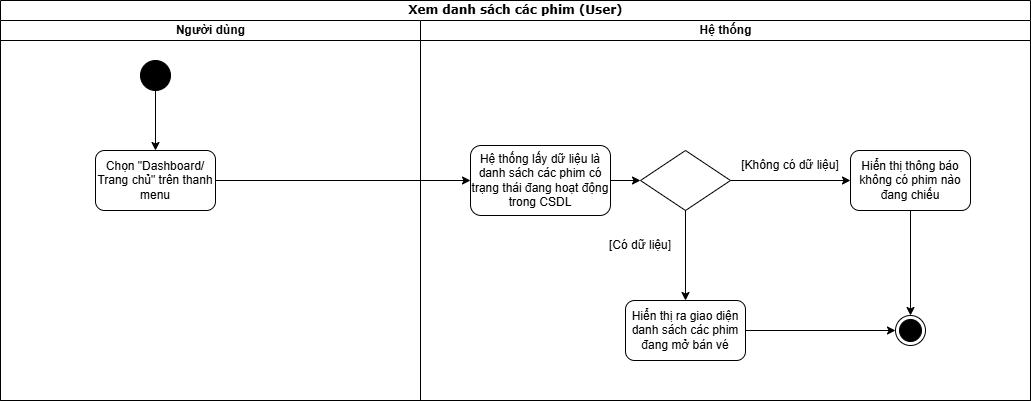 Xem danh sách các phim (User)
Người dùng
Hệ thống
Chọn "Dashboard/
Trang chủ" trên thanh
menu
Hệ thống lấy dữ liệu là
danh sách các phim có
trạng thái đang hoạt động
trong CSDL
[Không có dữ liệu]
Hiển thị thông báo
không có phim nào
đang chiếu
[Có dữ liệu]
Hiển thị ra giao diện
danh sách các phim
đang mở bán vé